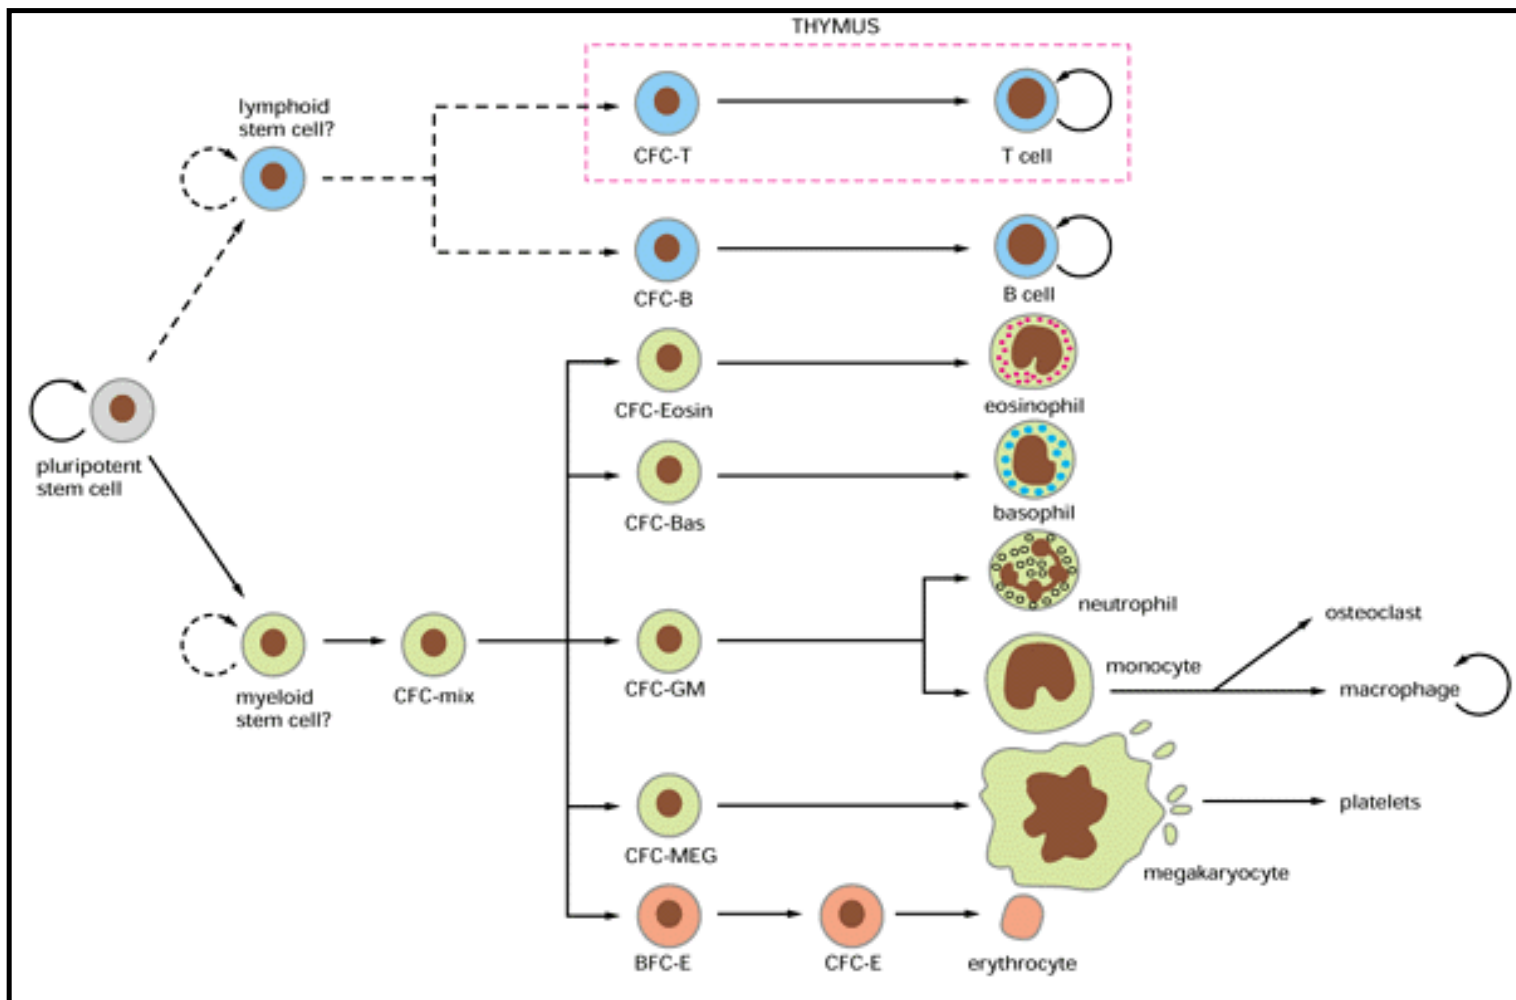 THYMUS
lymphoid
stem cell?
CFC-T
T cell
CFC-B
B cell
CFC-Eosin
eosinophil
pluripotent
stem cell
CFC-Bas
basophil
neutrophil
osteoclast
monocyte
macrophage
myeloid
stem cell?
CFC-mix
CFC-GM
platelets
CFC-MEG
megakaryocyte
BFC-E
CFC-E
erythrocyte